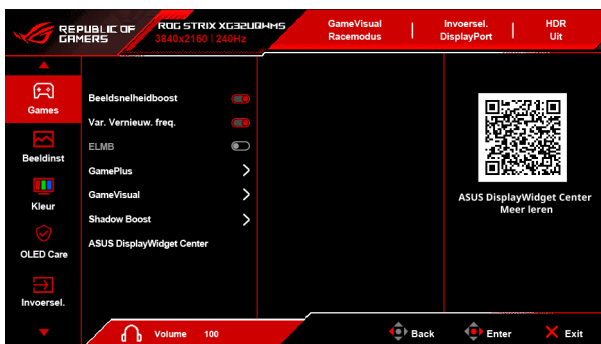 REPUBLIC OF
GAMERS
ROG STRIX XG32UQWMS
3840x2160 240Hz
GameVisual
Racemodus
Invoersel.
DisplayPort
HDR
Uit
Games
Beeldinst
Kleur
OLED Care
Invoersel.
Beeldsnelheidboost
Var. Vernieuw. freq.
ELMB
GamePlus
GameVisual
Shadow Boost
ASUS DisplayWidget Center
ASUS DisplayWidget Center
Meer leren
Volume 100
Back
Enter
Exit